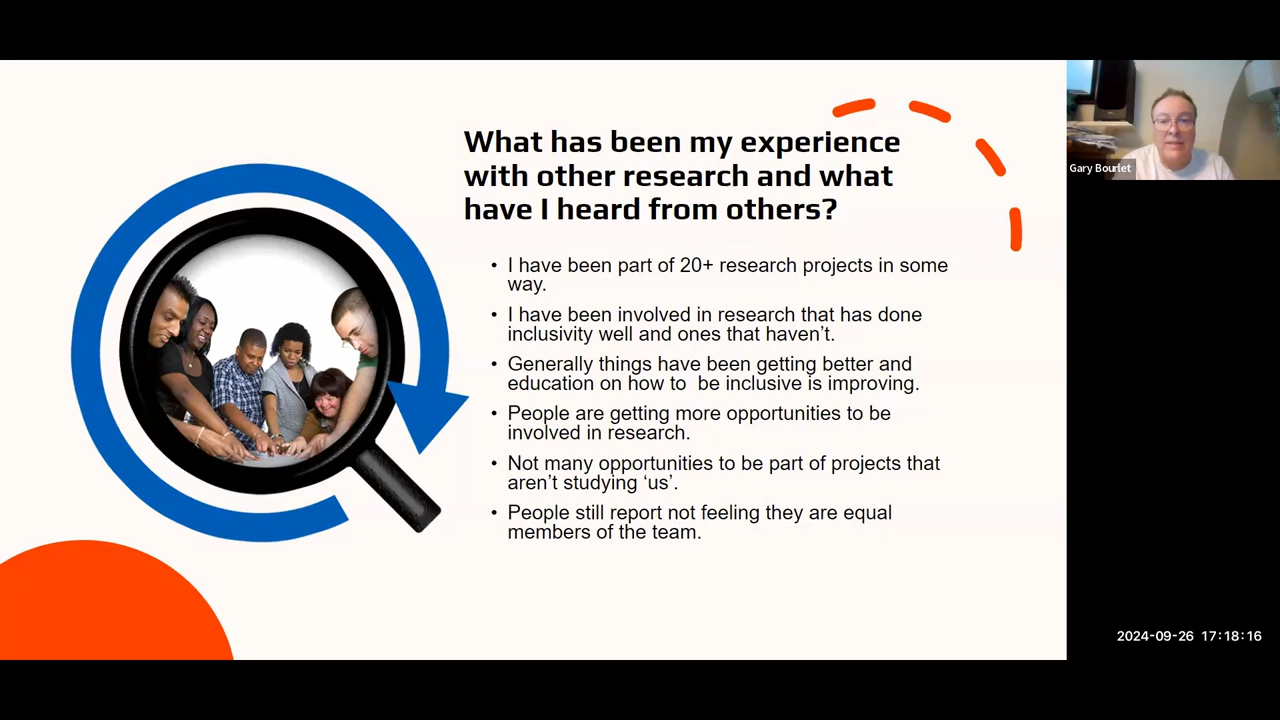 What has been my experience
with other research and what
have I heard from others?
• I have been part of 20+ research projects in some
way.
• I have been involved in research that has done
inclusivity well and ones that haven't.
• Generally things have been getting better and
education on how to  be inclusive is improving.
• People are getting more opportunities to be
involved in research.
• Not many opportunities to be part of projects that
aren't studying 'us'.
• People still report not feeling they are equal
members of the team.
Gary Bourlet
2024-09-26 17:18:16